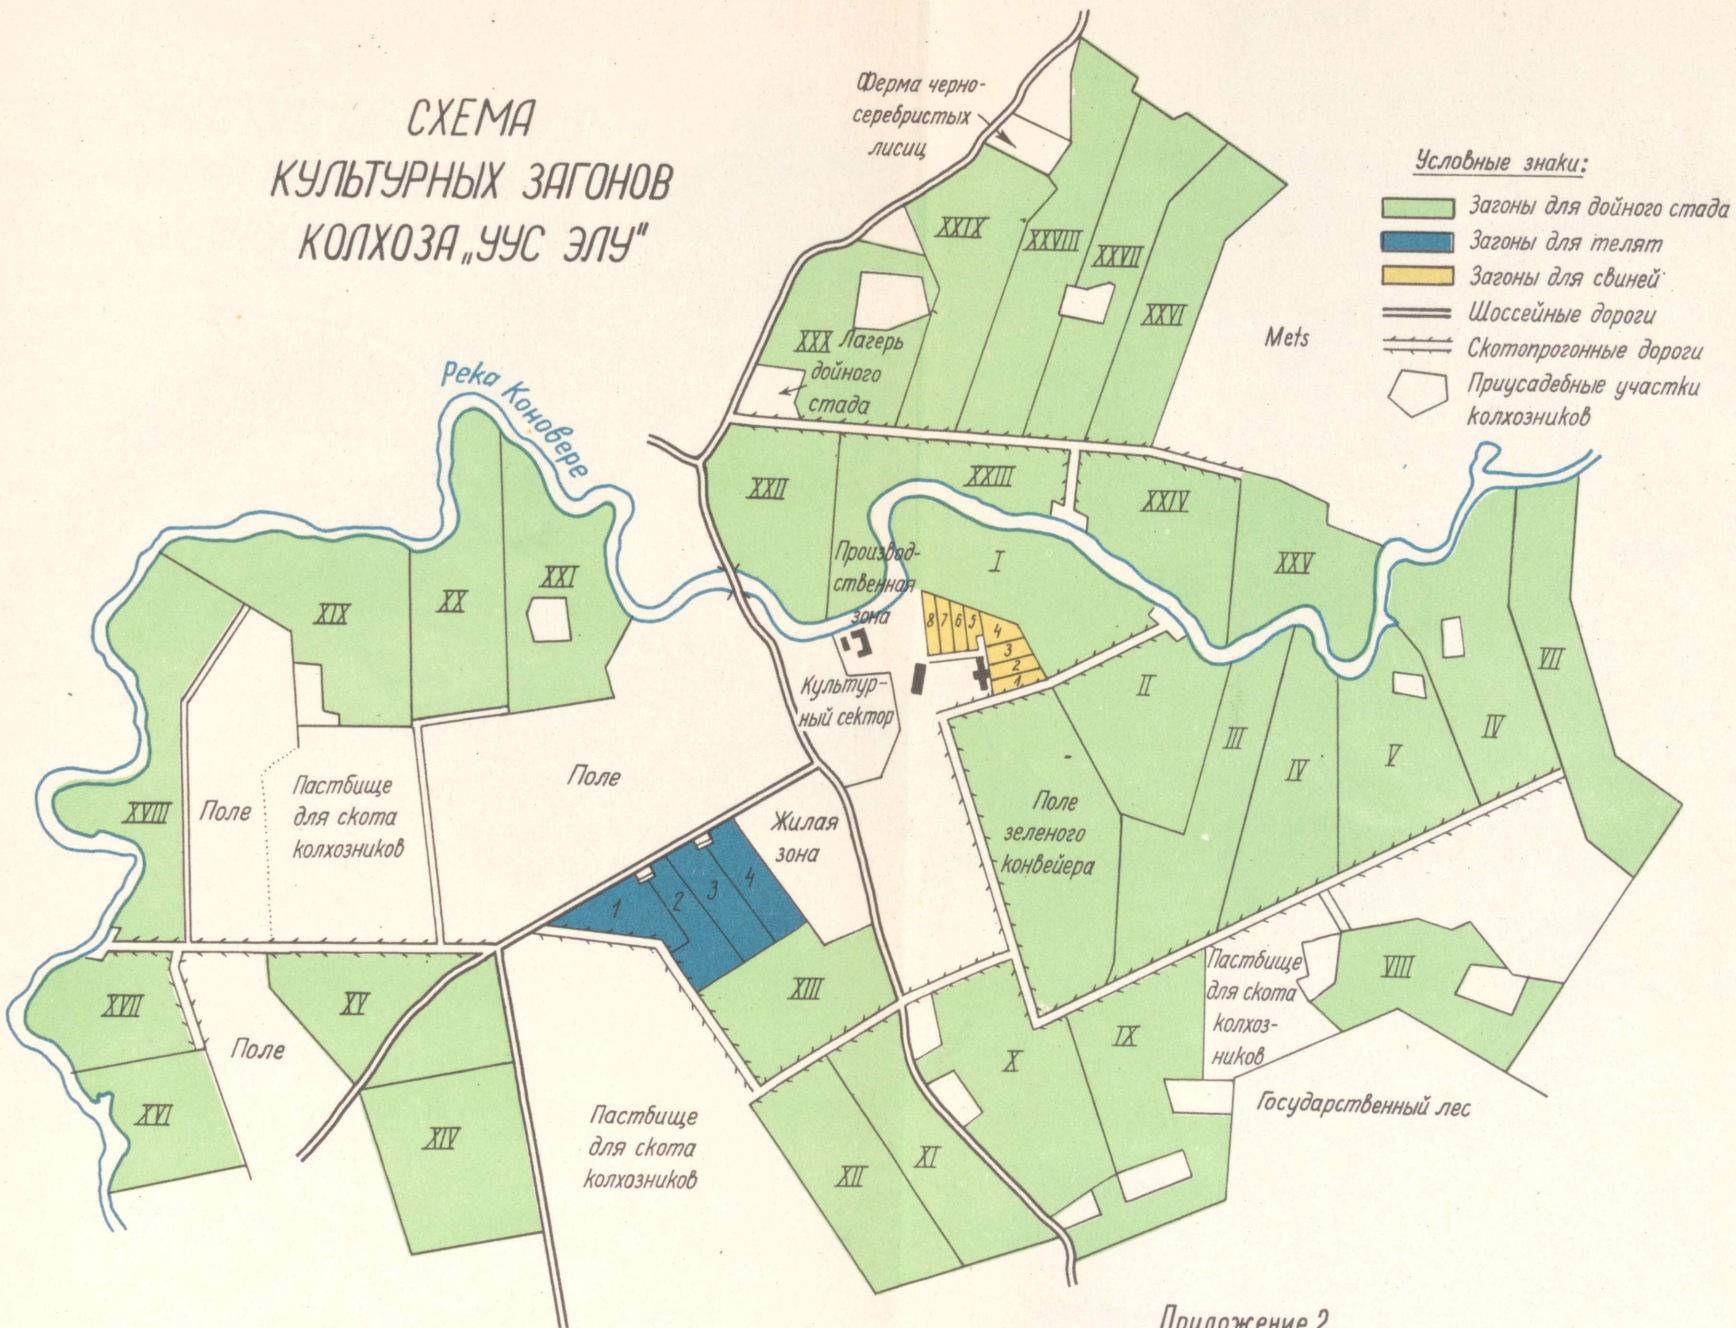 СХЕМА
КУЛЬТУРНЫХ ЗАГОНОВ
КОЛХОЗА „УУС ЭЛУ"
Ферма черно-
серебристых
лисиц
Условные знаки:
Загоны для дойного стада
Загоны для телят
Загоны для свиней
Шоссейные дороги
Скотопрогонные дороги
Приусадебные участки
колхозников
XXIX
XXVIII
XXVII
XXVI
Mets
XXX Лагерь
дойного
стада
Река Коновере
XXII
XXIII
XXIV
XXV
I
Производ-
ственная
зона
8 7 6 5
4
3
2
1
XIX
XX
XXI
II
III
IV
V
IV
VII
Культур-
ный сектор
Поле
зеленого
конвейера
XVIII
Поле
Пастбище
для скота
колхозников
Поле
Жилая
зона
1 2 3 4
XIII
XVII
XV
Поле
XVI
XIV
Пастбище
для скота
колхозников
XII
XI
X
IX
Пастбище
для скота
колхоз-
ников
VIII
Государственный лес
Приложение 2